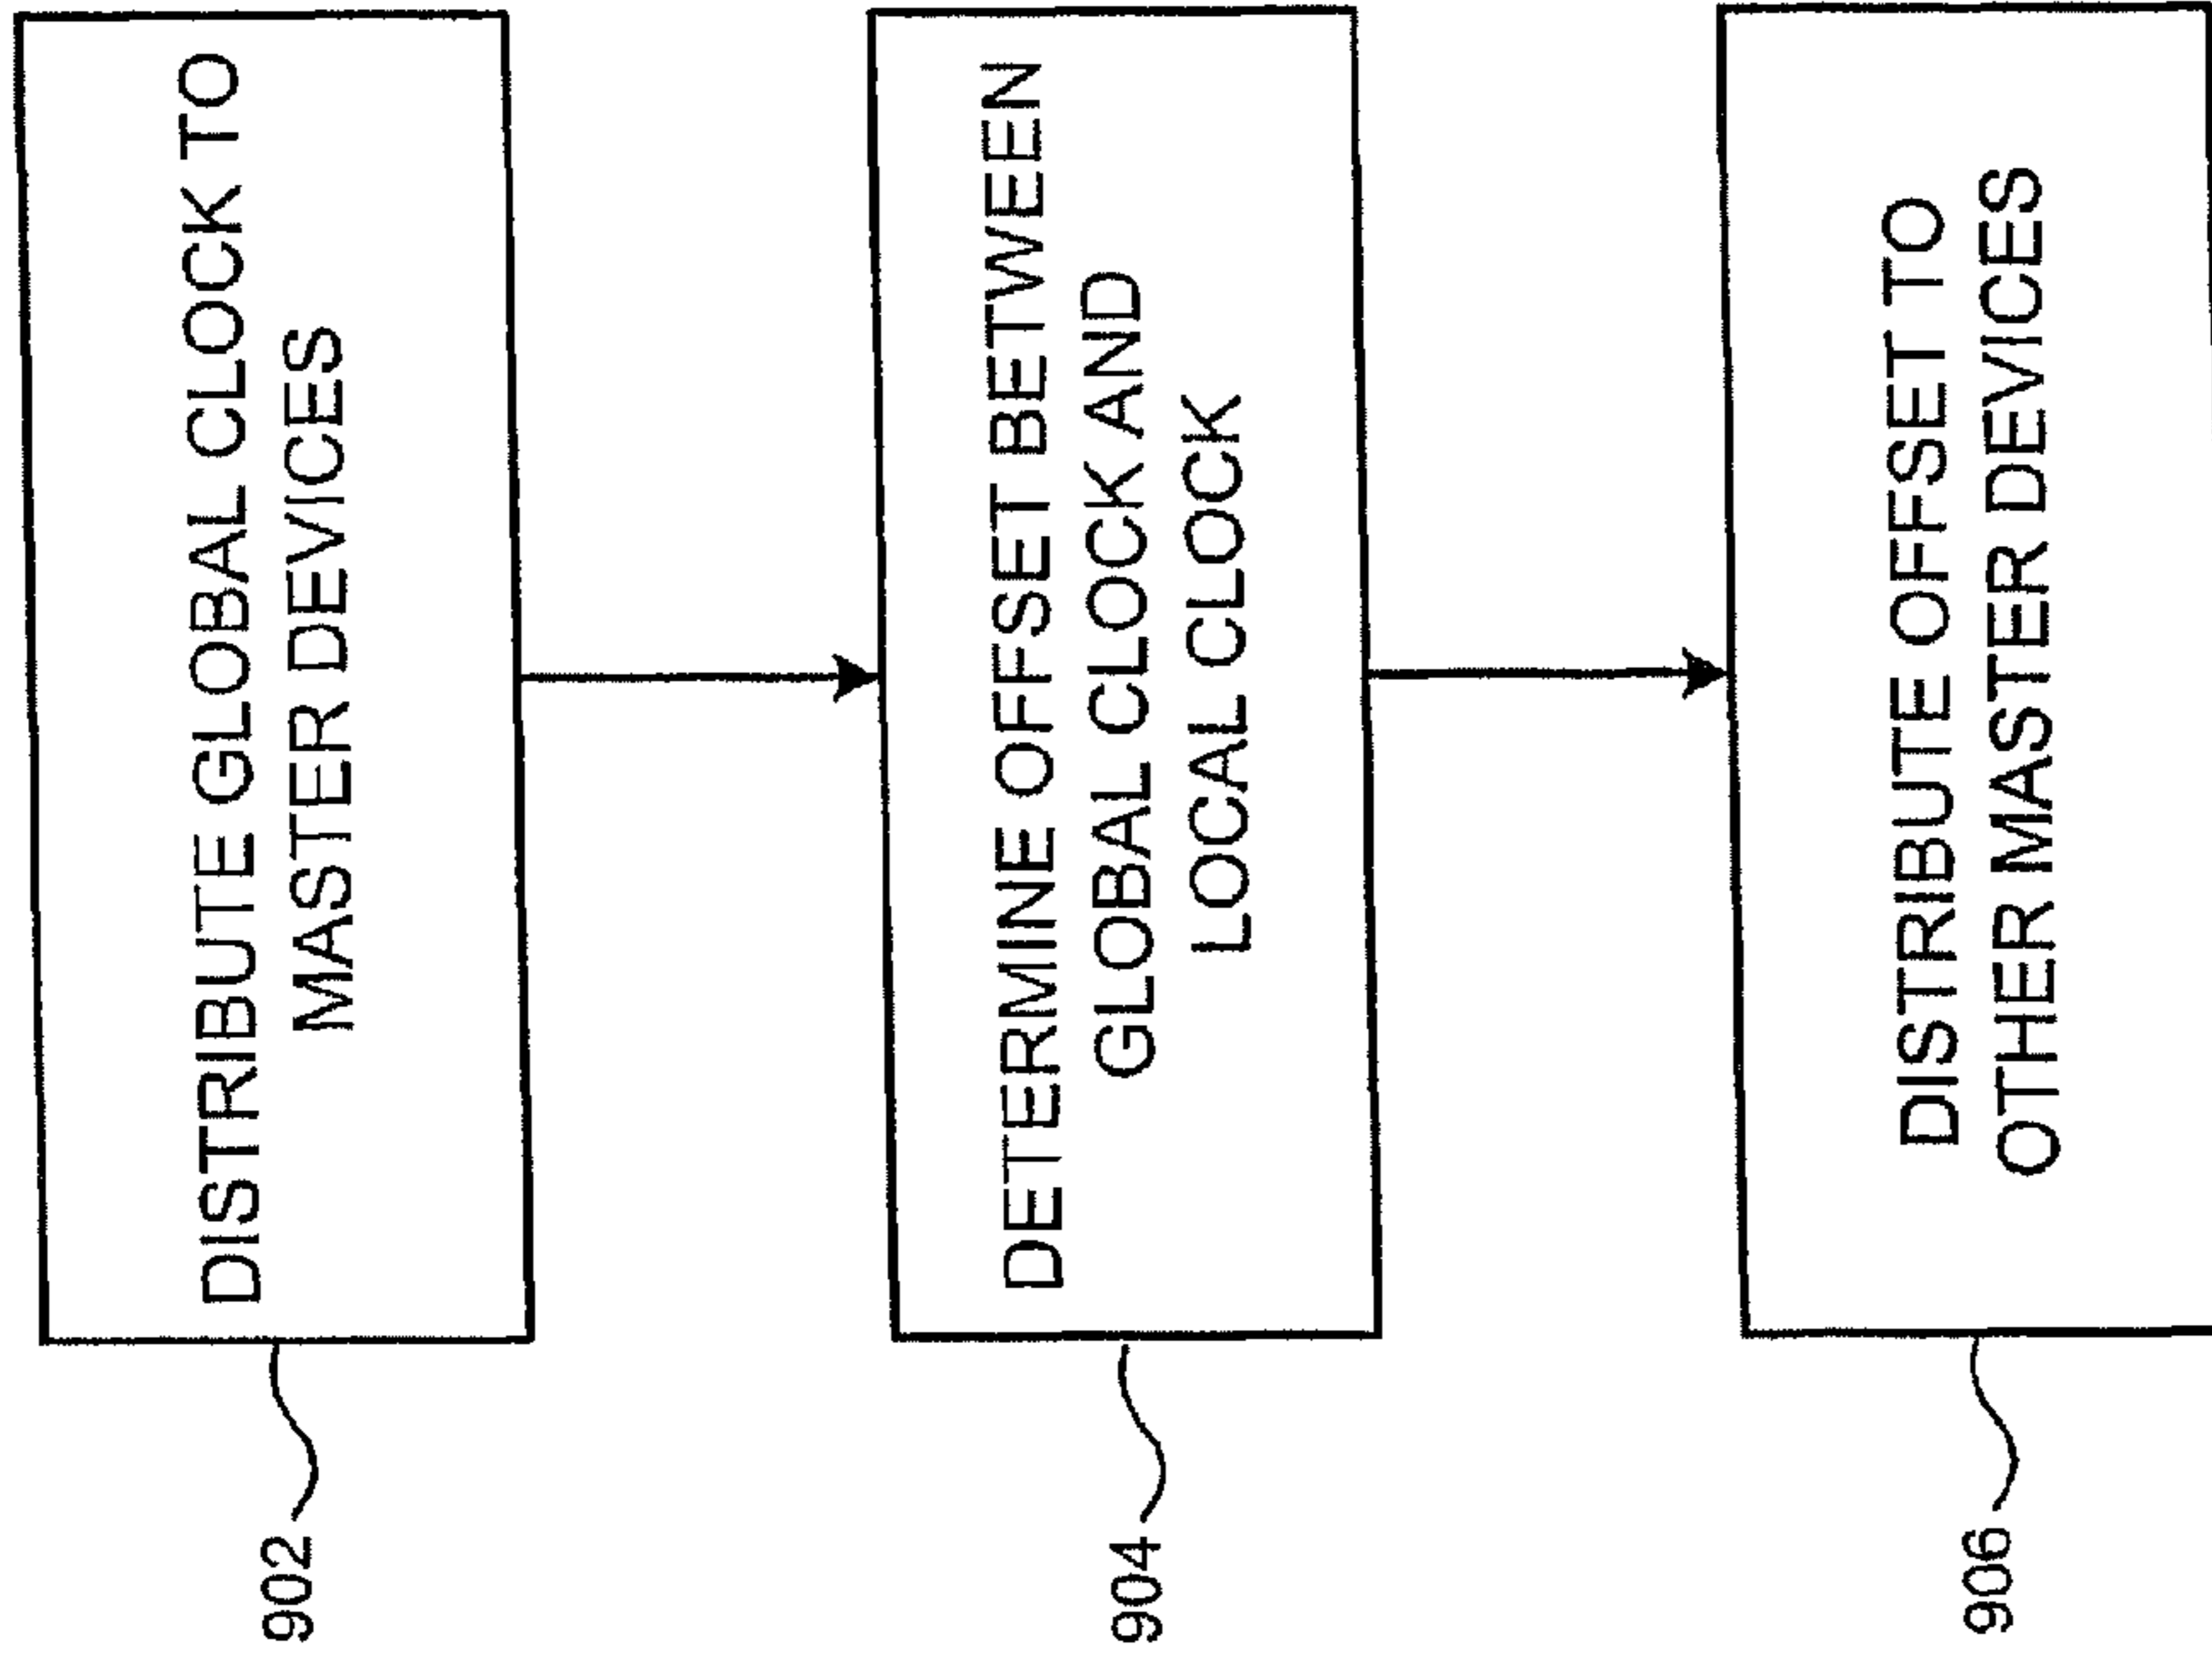 902
DISTRIBUTE GLOBAL CLOCK TO
MASTER DEVICES
904
DETERMINE OFFSET BETWEEN
GLOBAL CLOCK AND
LOCAL CLOCK
906
DISTRIBUTE OFFSET TO
OTHER MASTER DEVICES